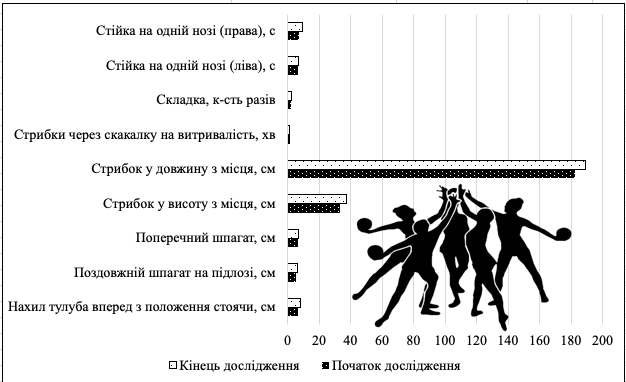 Стійка на одній нозі (права), с
Стійка на одній нозі (ліва), с
Складка, к-сть разів
Стрибки через скакалку на витривалість, хв
Стрибок у довжину з місця, см
Стрибок у висоту з місця, см
Поперечний шпагат, см
Поздовжній шпагат на підлозі, см
Нахил тулуба вперед з положення стоячи, см
0 20 40 60 80 100 120 140 160 180 200
Кінець дослідження Початок дослідження